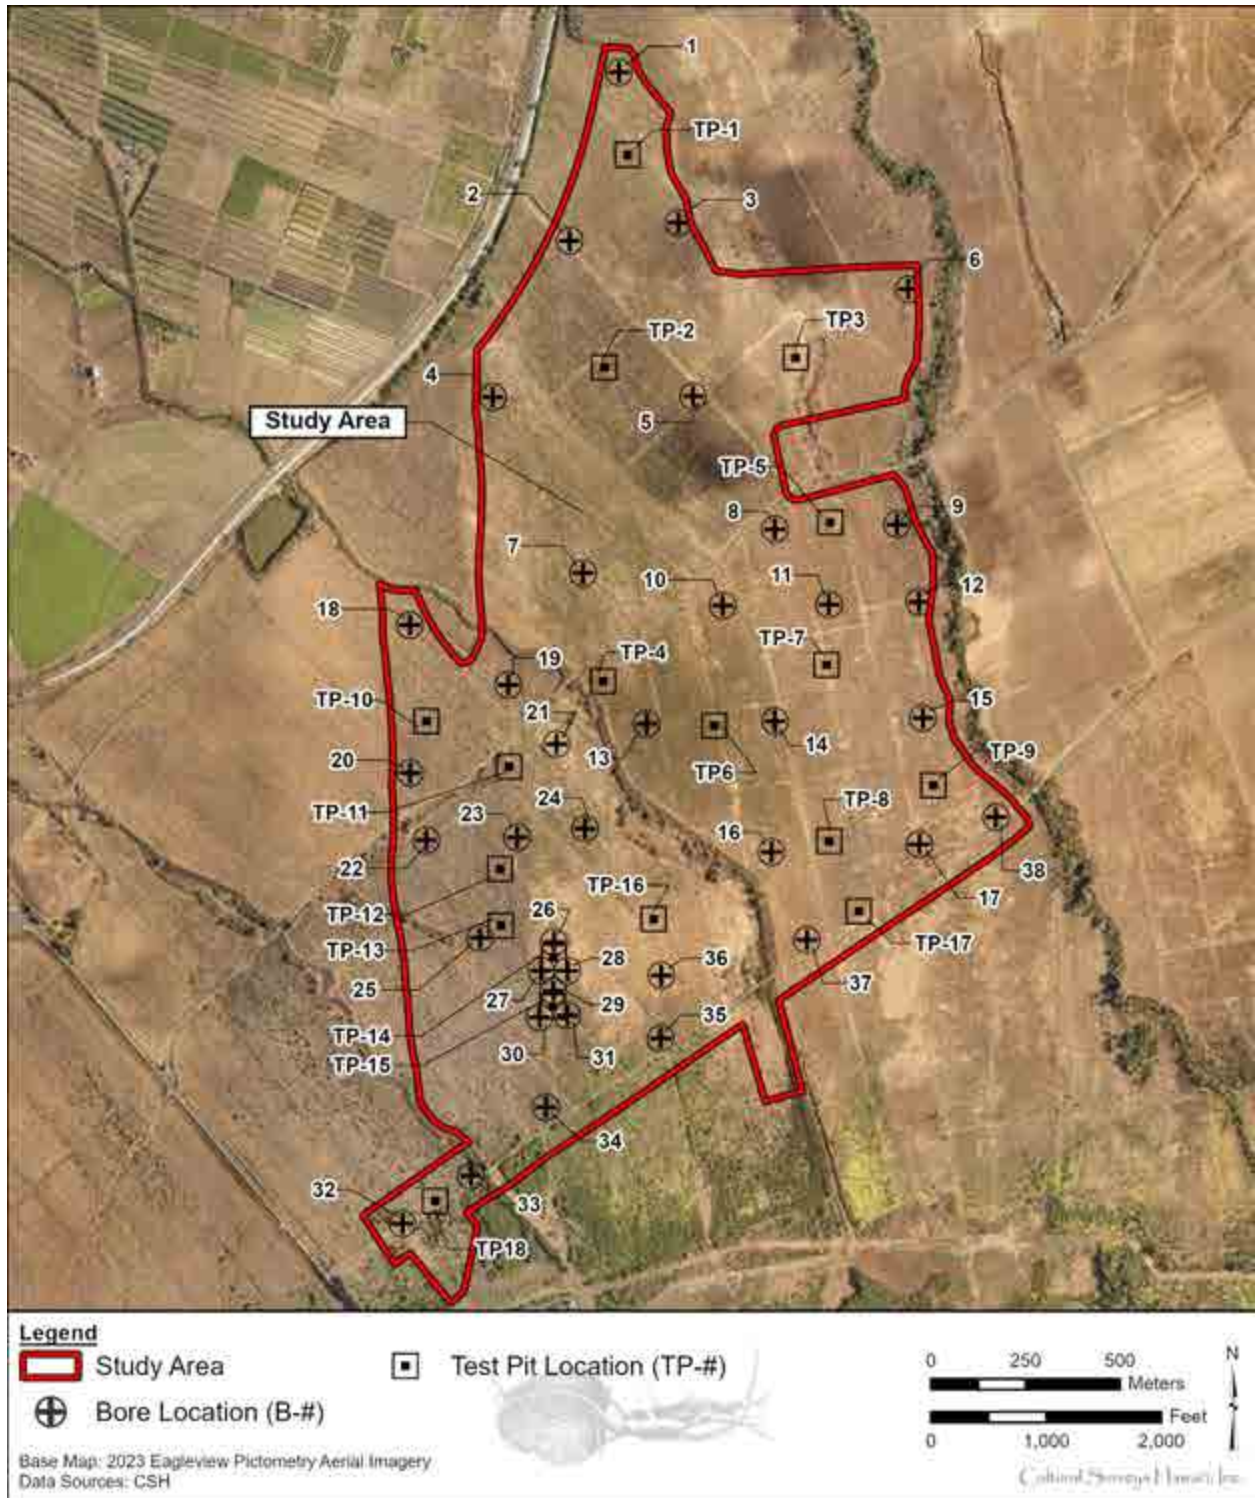 1
TP-1
2
3
6
TP-2
TP3
4
5
Study Area
TP-5
8
9
7
10
11
12
18
TP-7
19
TP-4
TP-10
21
15
20
13
14
TP6
TP-9
TP-11
23
24
TP-8
16
22
38
17
TP-16
TP-12
26
TP-13
TP-17
28
36
25
27
29
37
TP-14
35
TP-15
30
31
34
32
33
TP18
Legend
Study Area
Test Pit Location (TP-#)
Bore Location (B-#)
0 250 500
Meters
Feet
0 1,000 2,000
N
Base Map: 2023 Eagleview Pictometry Aerial Imagery
Data Sources: CSH
Cultural Surveys Hawai'i, Inc.